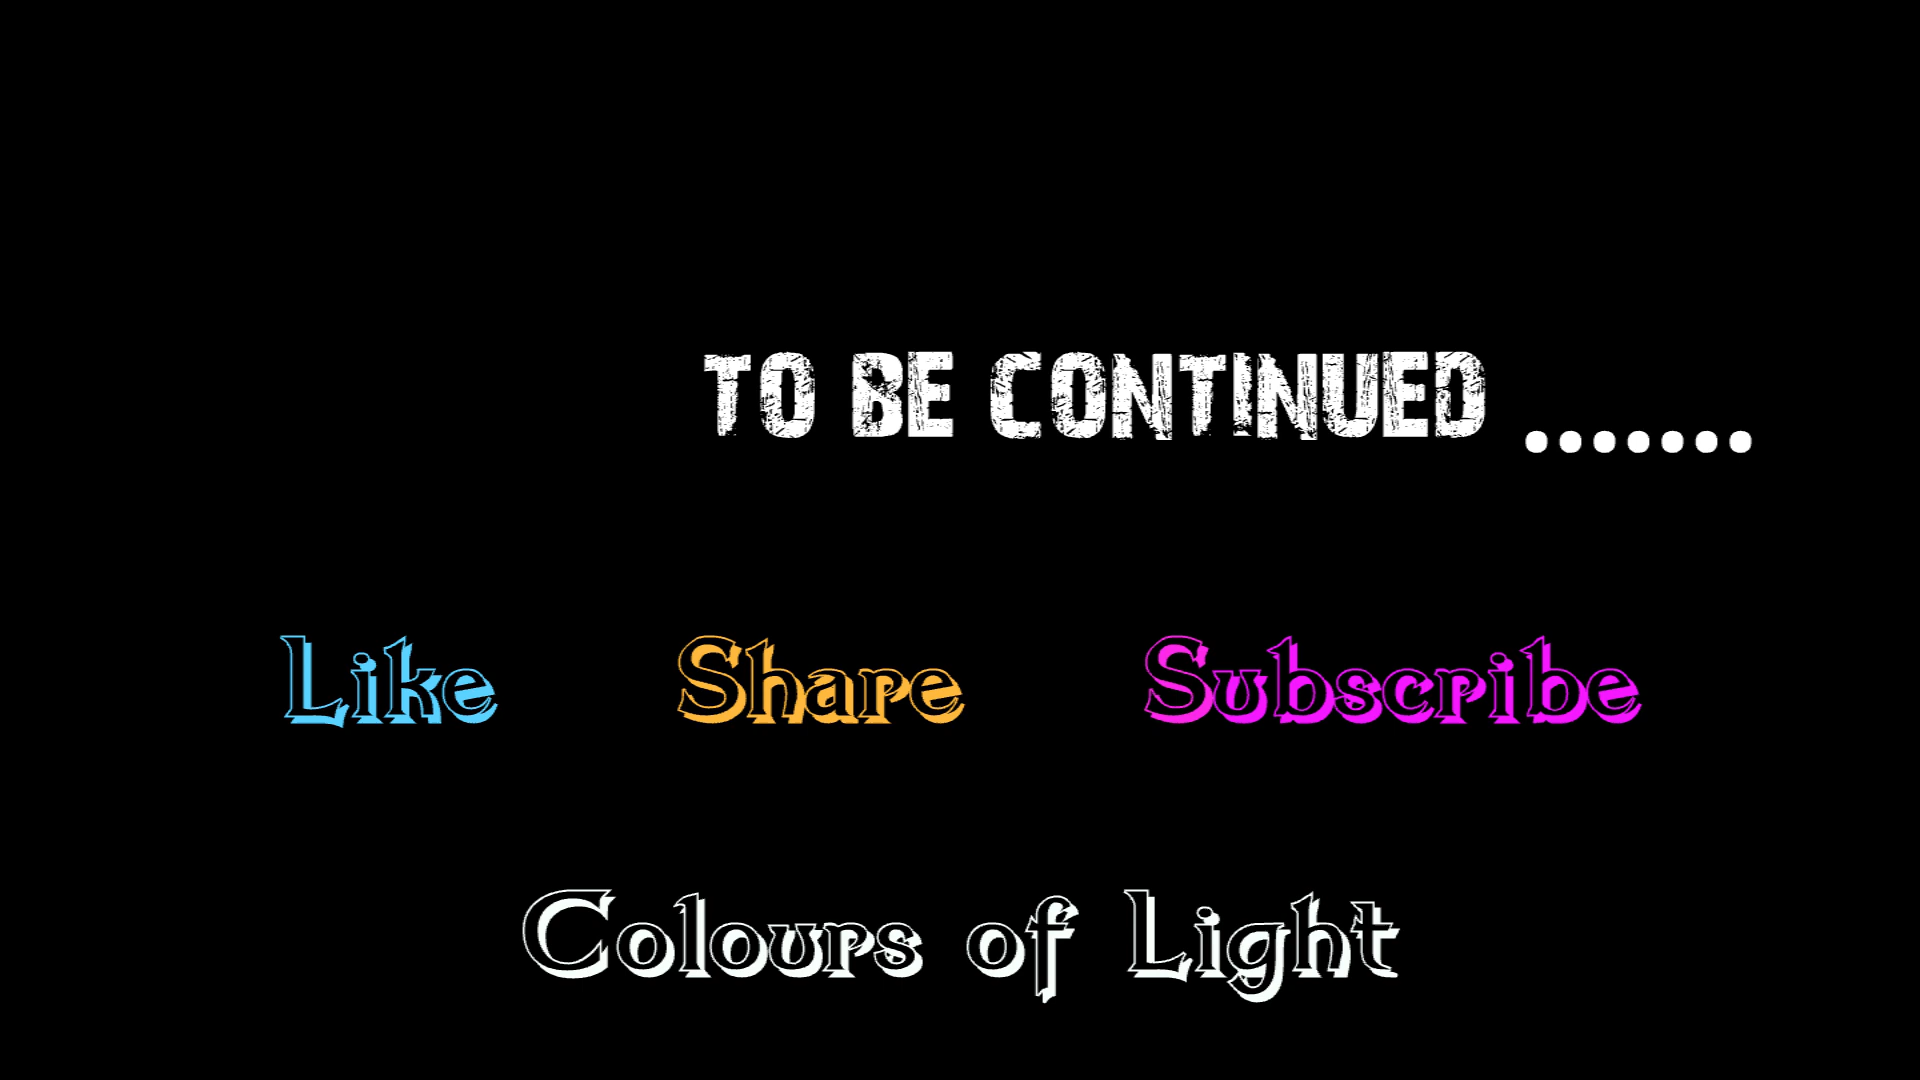 TO BE CONTINUED .......
Like Share Subscribe
Colours of Light